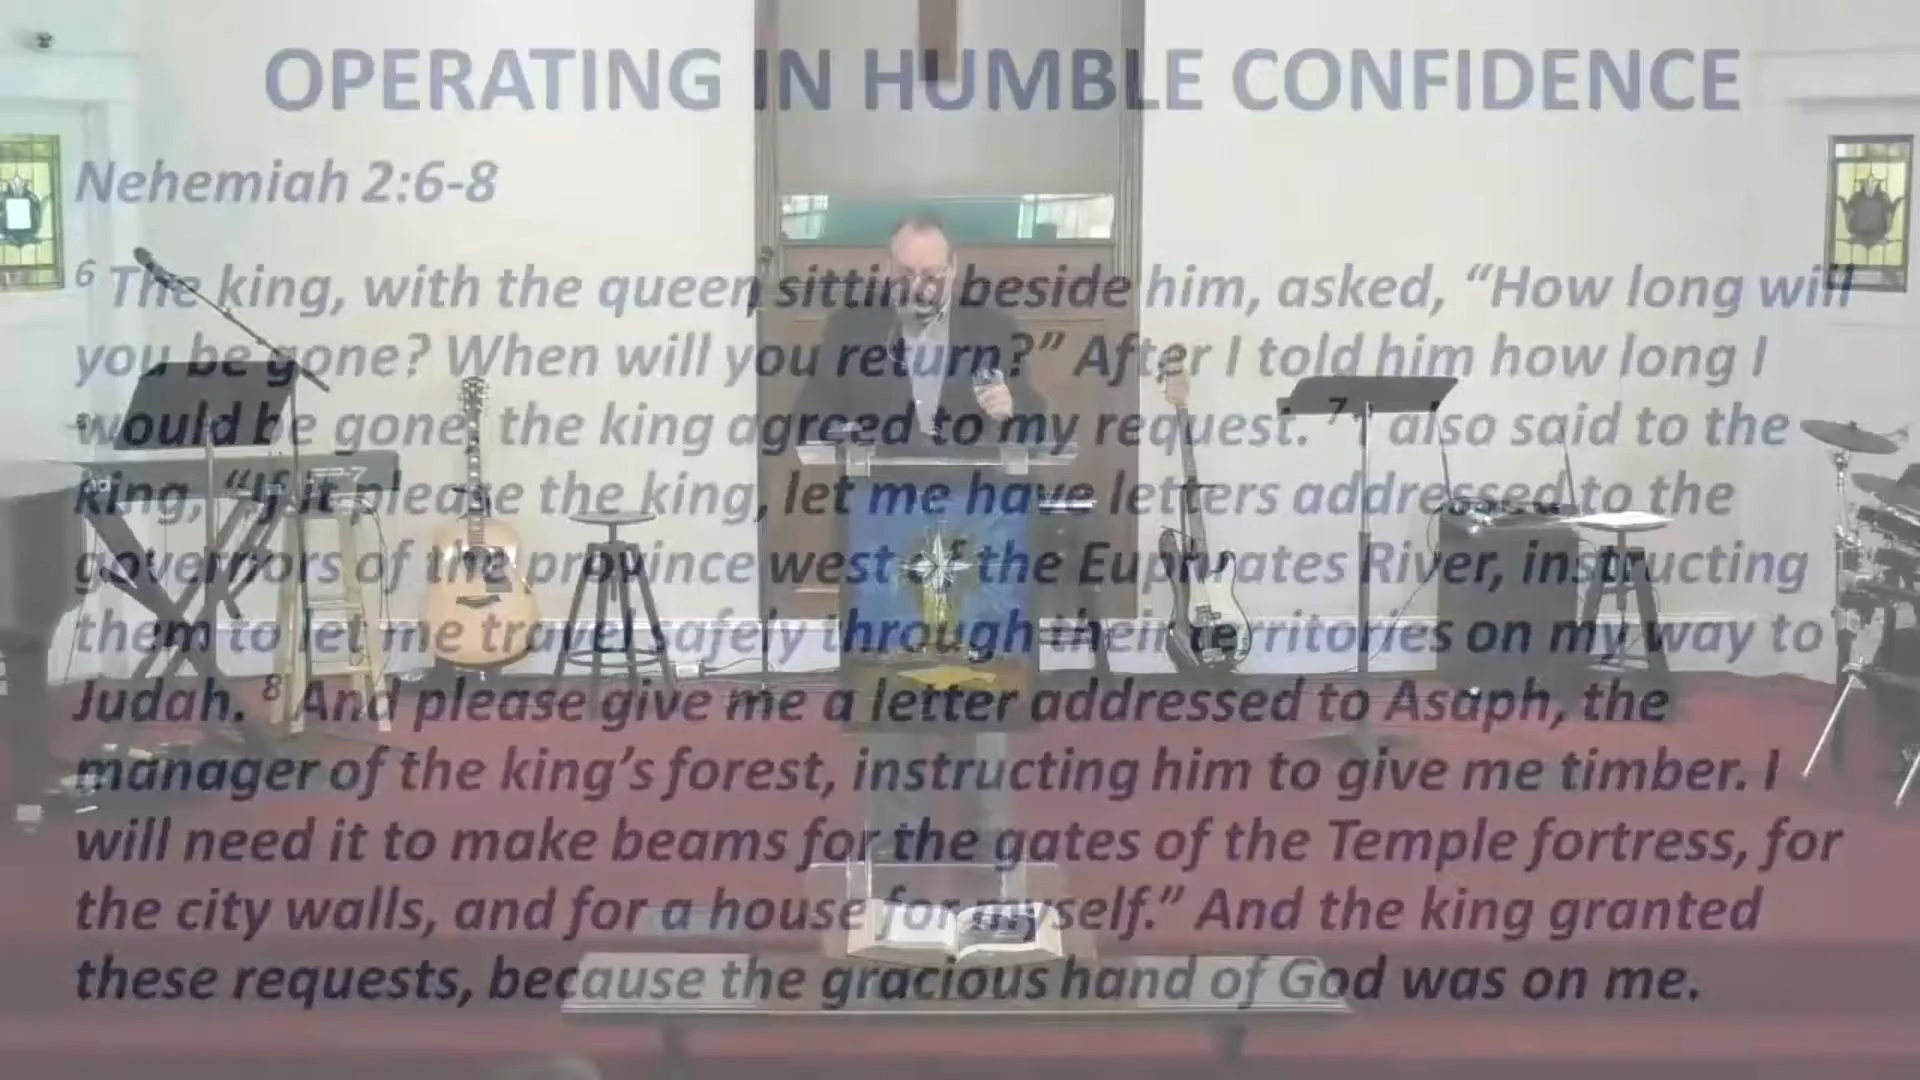 OPERATING IN HUMBLE CONFIDENCE
Nehemiah 2:6-8
6 The king, with the queen sitting beside him, asked, “How long will
you be gone? When will you return?” After I told him how long I
would be gone, the king agreed to my request. 7 I also said to the
king, “If it please the king, let me have letters addressed to the
governors of the province west of the Euphrates River, instructing
them to let me travel safely through their territories on my way to
Judah. 8 And please give me a letter addressed to Asaph, the
manager of the king’s forest, instructing him to give me timber. I
will need it to make beams for the gates of the Temple fortress, for
the city walls, and for a house for myself.” And the king granted
these requests, because the gracious hand of God was on me.